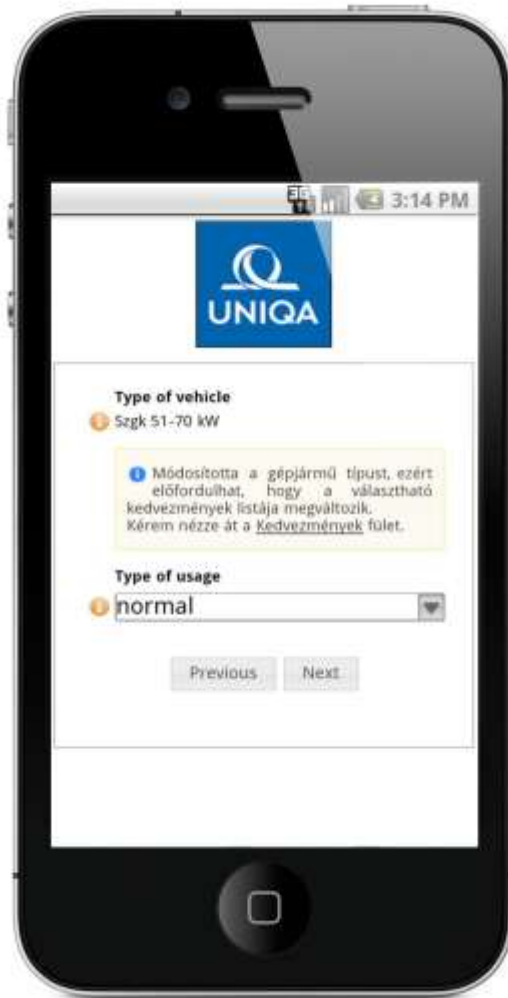 3:14 PM
UNIQA
Type of vehicle
Szgk 51-70 kW
Módosította a gépjármű típust, ezért
előfordulhat, hogy a választható
kedvezmények listája megváltozik.
Kérem nézze át a Kedvezmények fület.
Type of usage
normal
Previous Next